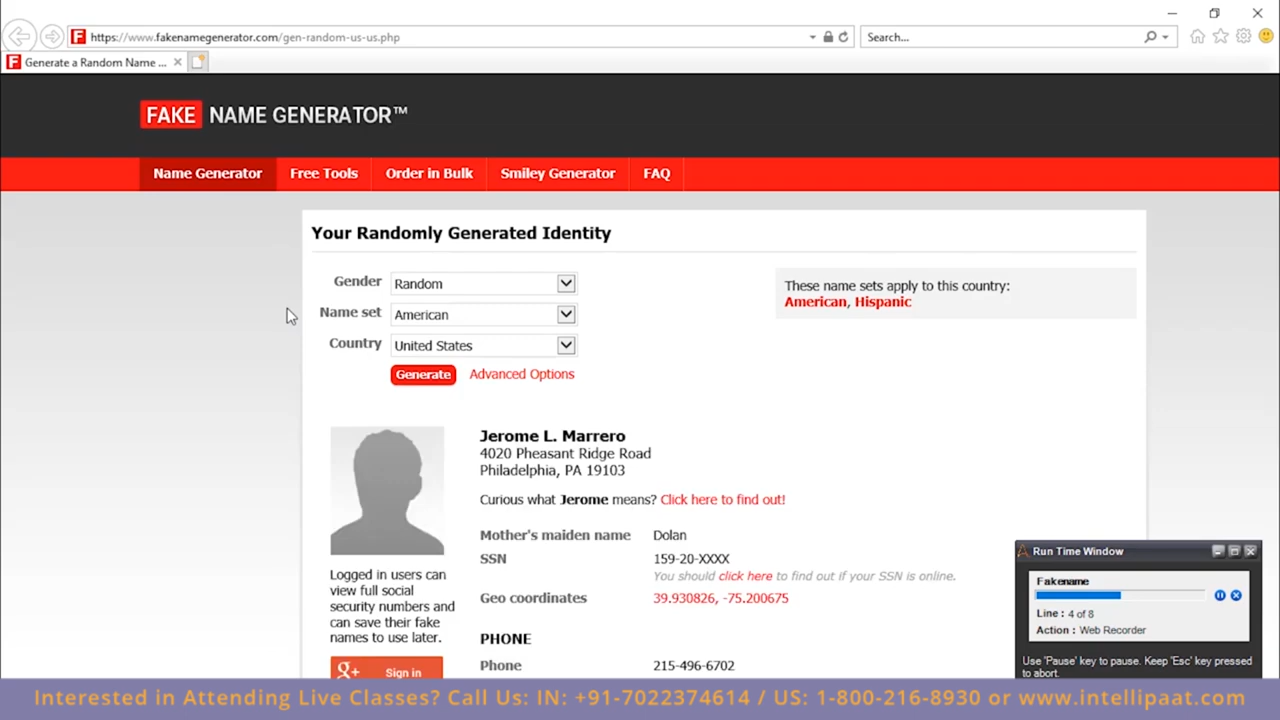 https://www.fakenamegenerator.com/gen-random-us-us.php
Search...
F Generate a Random Name ...
FAKE NAME GENERATOR™
Name Generator Free Tools Order in Bulk Smiley Generator FAQ
Your Randomly Generated Identity
Gender Random
Name set American
Country United States
Generate Advanced Options
These name sets apply to this country:
American, Hispanic
Jerome L. Marrero
4020 Pheasant Ridge Road
Philadelphia, PA 19103
Curious what Jerome means? Click here to find out!
Mother's maiden name Dolan
SSN 159-20-XXXX
You should click here to find out if your SSN is online.
Geo coordinates 39.930826, -75.200675
PHONE
Phone 215-496-6702
Logged in users can
view full social
security numbers and
can save their fake
names to use later.
g+ Sign in
Run Time Window
Fakename
Line : 4 of 8
Action : Web Recorder
Use 'Pause' key to pause. Keep 'Esc' key pressed
to abort.
Interested in Attending Live Classes? Call Us: IN: +91-7022374614 / US: 1-800-216-8930 or www.intellipaat.com